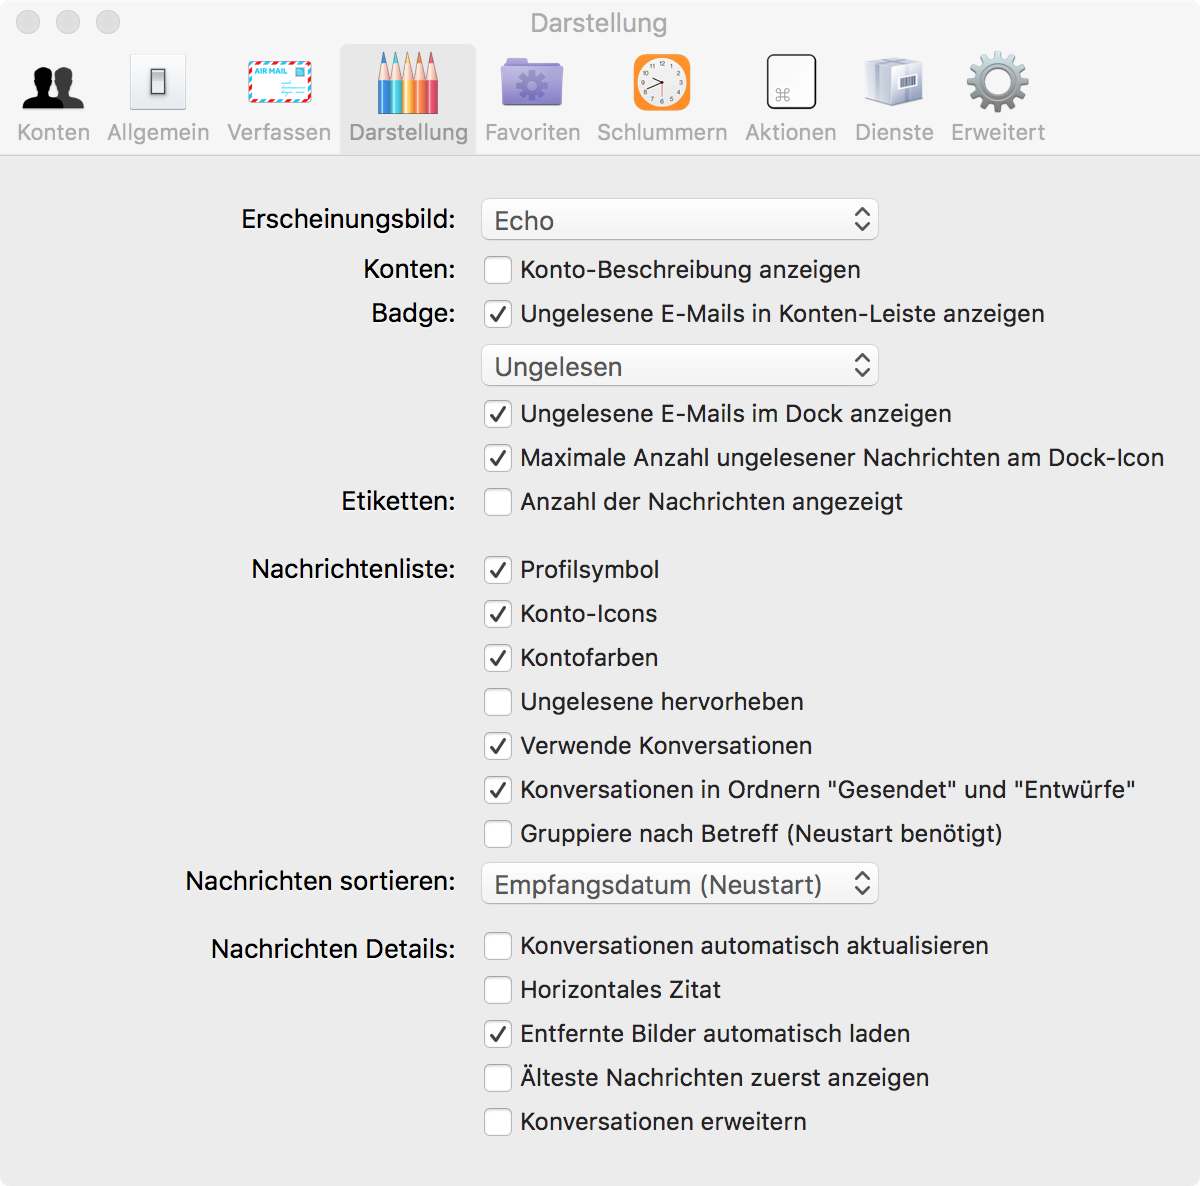 Darstellung
AIR MAIL
Konten Allgemein Verfassen Darstellung Favoriten Schlummern Aktionen Dienste Erweitert
Erscheinungsbild: Echo
Konten: Konto-Beschreibung anzeigen
Badge: Ungelesene E-Mails in Konten-Leiste anzeigen
Ungelesen
Ungelesene E-Mails im Dock anzeigen
Maximale Anzahl ungelesener Nachrichten am Dock-Icon
Etiketten: Anzahl der Nachrichten angezeigt
Nachrichtenliste: Profilsymbol
Konto-Icons
Kontofarben
Ungelesene hervorheben
Verwende Konversationen
Konversationen in Ordnern "Gesendet" und "Entwürfe"
Gruppiere nach Betreff (Neustart benötigt)
Nachrichten sortieren: Empfangsdatum (Neustart)
Nachrichten Details: Konversationen automatisch aktualisieren
Horizontales Zitat
Entfernte Bilder automatisch laden
Älteste Nachrichten zuerst anzeigen
Konversationen erweitern